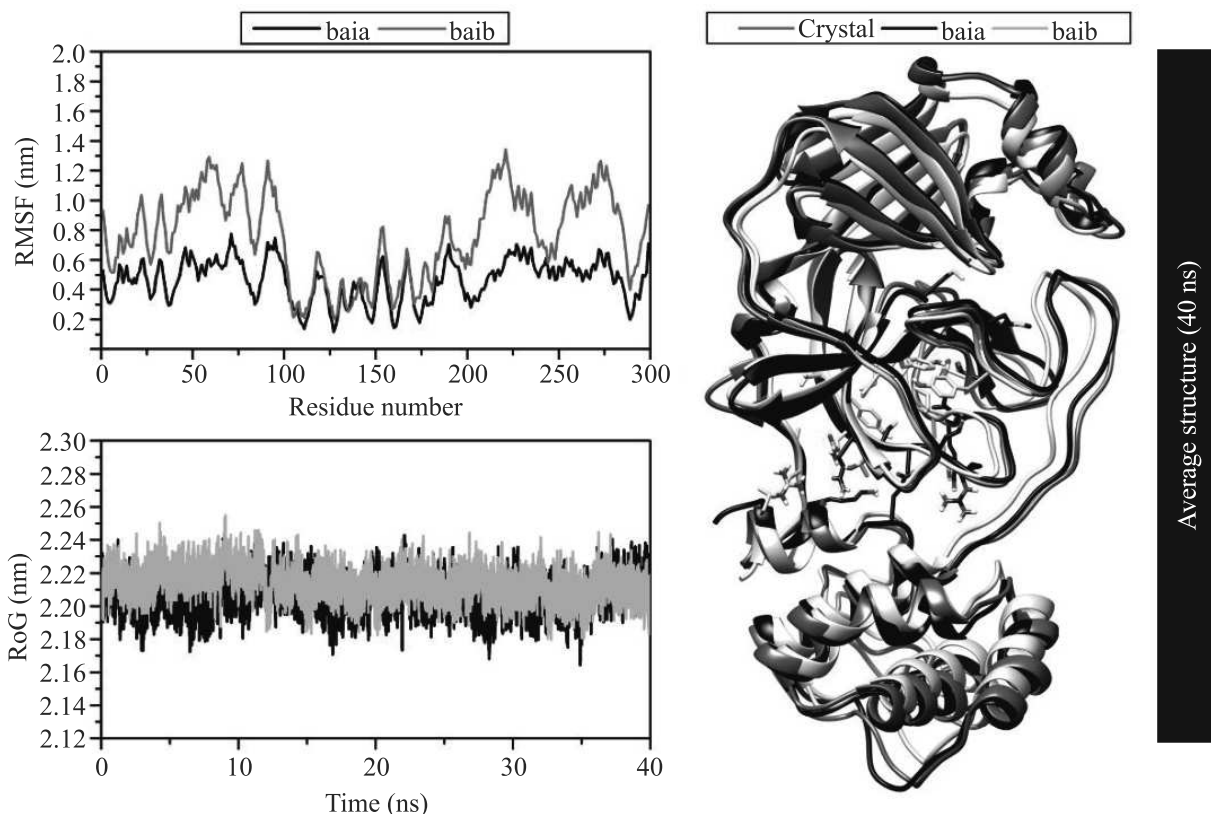 baia baib
2.0
1.8
1.6
1.4
1.2
1.0
0.8
0.6
0.4
0.2
RMSF (nm)
0 50 100 150 200 250 300
Residue number
2.30
2.28
2.26
2.24
2.22
2.20
2.18
2.16
2.14
2.12
RoG (nm)
0 10 20 30 40
Time (ns)
Crystal baia baib
Average structure (40 ns)